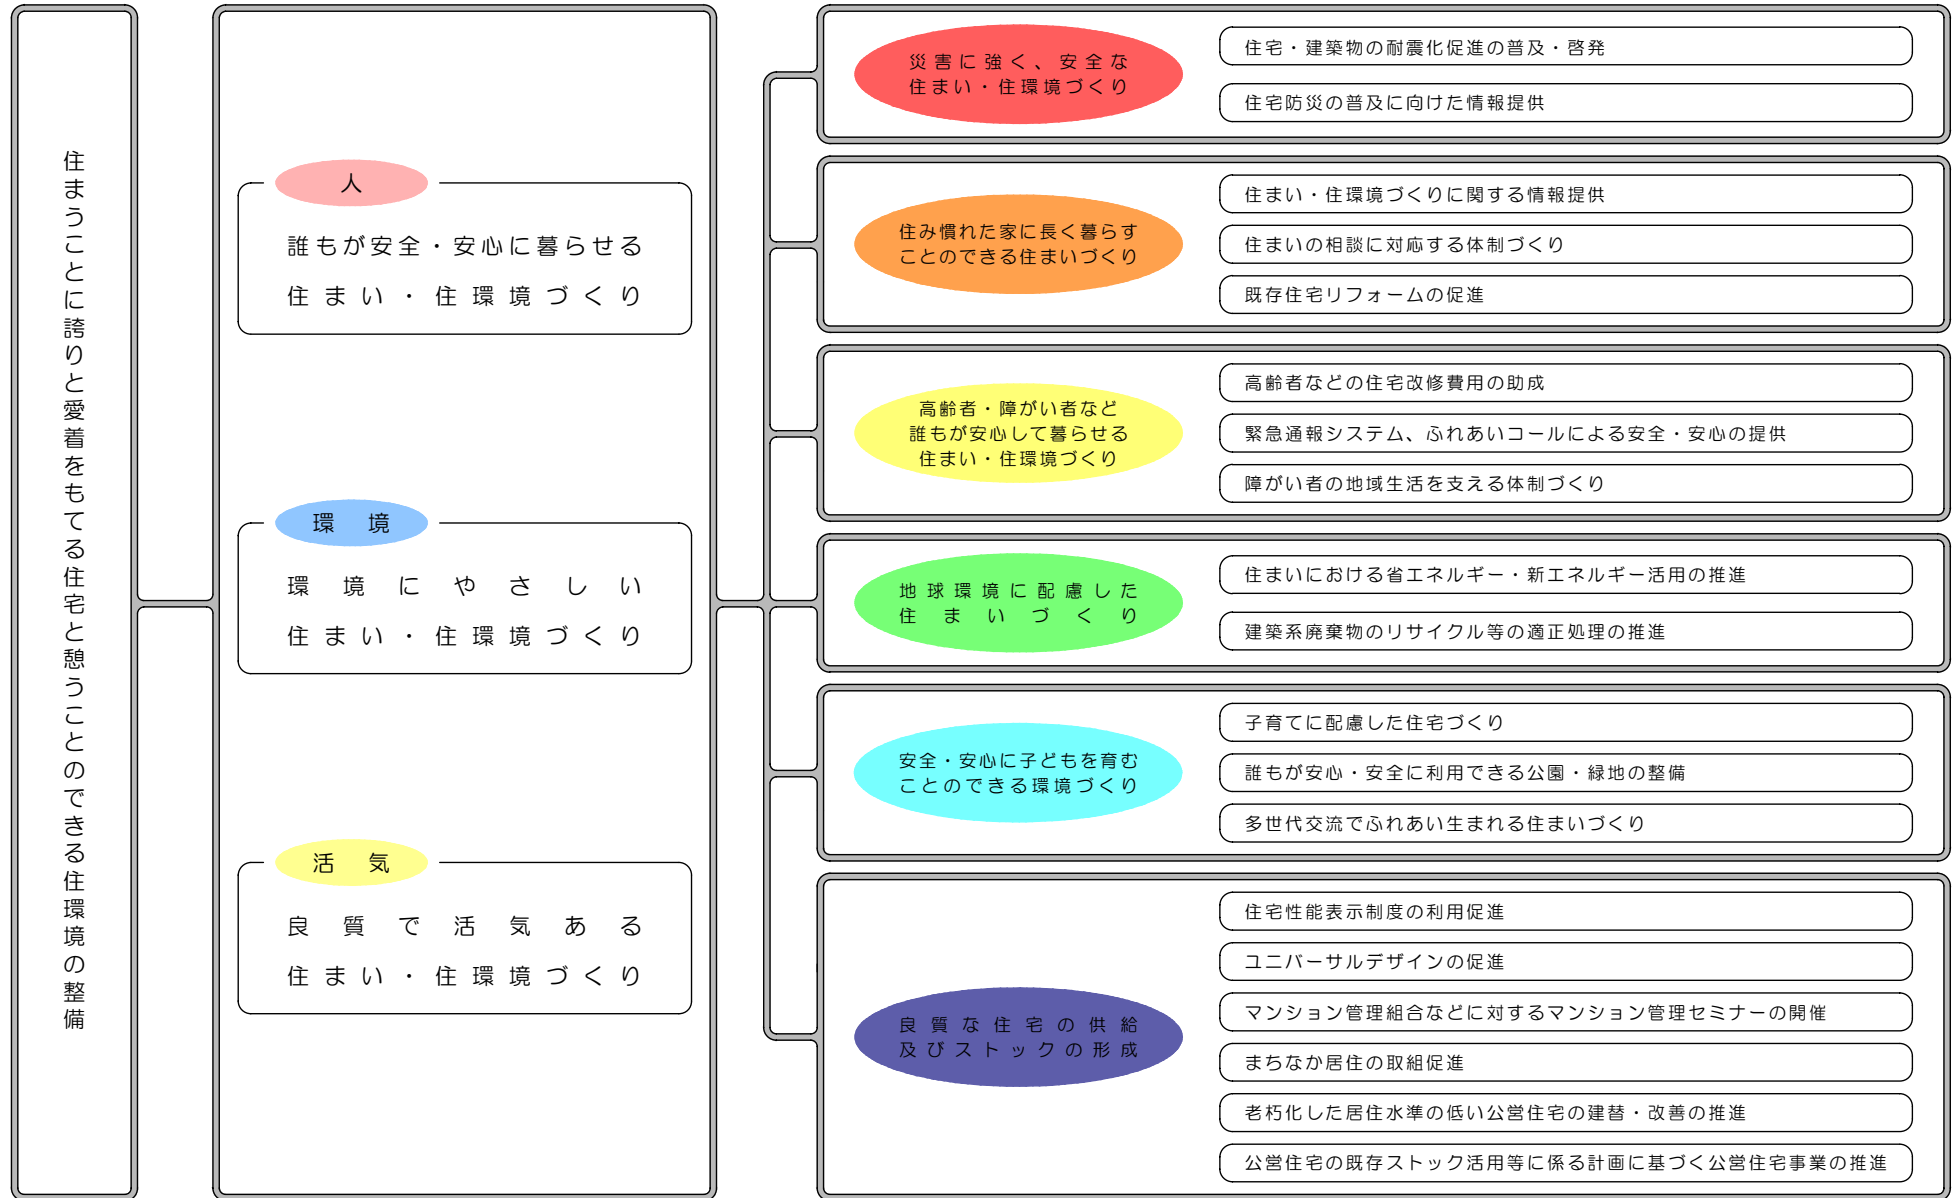 住まうことに誇りと愛着をもてる住宅と憩うことのできる住環境の整備
人
誰もが安全・安心に暮らせる
住まい・住環境づくり
環境
環境にやさしい
住まい・住環境づくり
活気
良質で活気ある
住まい・住環境づくり
災害に強く、安全な
住まい・住環境づくり
住宅・建築物の耐震化促進の普及・啓発
住宅防災の普及に向けた情報提供
住み慣れた家に長く暮らす
ことのできる住まいづくり
住まい・住環境づくりに関する情報提供
住まいの相談に対応する体制づくり
既存住宅リフォームの促進
高齢者・障がい者など
誰もが安心して暮らせる
住まい・住環境づくり
高齢者などの住宅改修費用の助成
緊急通報システム、ふれあいコールによる安全・安心の提供
障がい者の地域生活を支える体制づくり
地球環境に配慮した
住まいづくり
住まいにおける省エネルギー・新エネルギー活用の推進
建築系廃棄物のリサイクル等の適正処理の推進
安全・安心に子どもを育む
ことのできる環境づくり
子育てに配慮した住宅づくり
誰もが安心・安全に利用できる公園・緑地の整備
多世代交流でふれあい生まれる住まいづくり
良質な住宅の供給
及びストックの形成
住宅性能表示制度の利用促進
ユニバーサルデザインの促進
マンション管理組合などに対するマンション管理セミナーの開催
まちなか居住の取組促進
老朽化した居住水準の低い公営住宅の建替・改善の推進
公営住宅の既存ストック活用等に係る計画に基づく公営住宅事業の推進